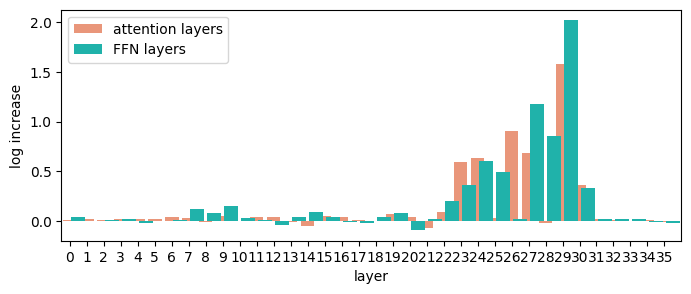 2.0
1.5
1.0
0.5
0.0
log increase
attention layers
FFN layers
0 1 2 3 4 5 6 7 8 9 10 11 12 13 14 15 16 17 18 19 20 21 22 23 24 25 26 27 28 29 30 31 32 33 34 35
layer